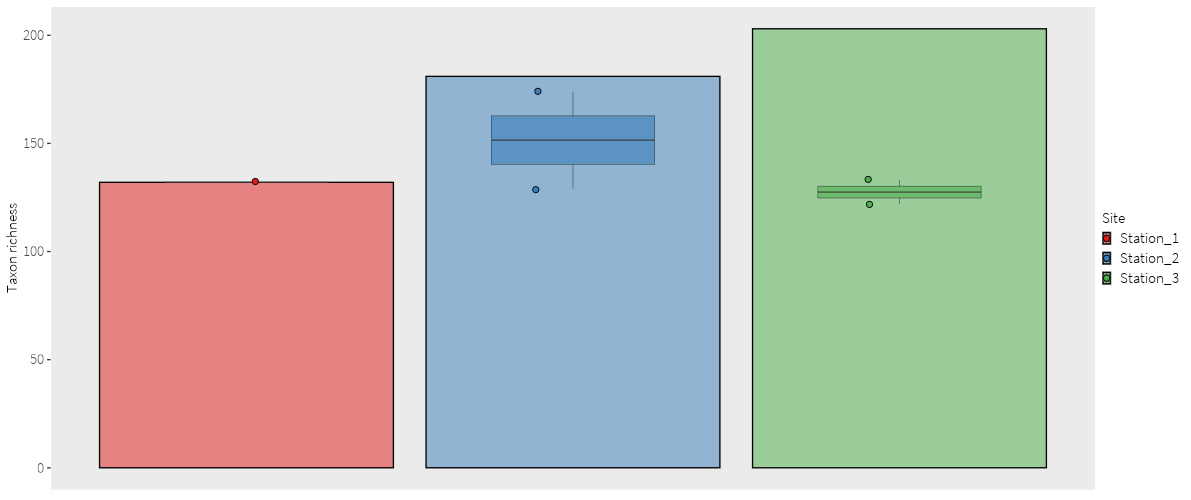 200
150
100
50
0
Taxon richness
Site
Station_1
Station_2
Station_3